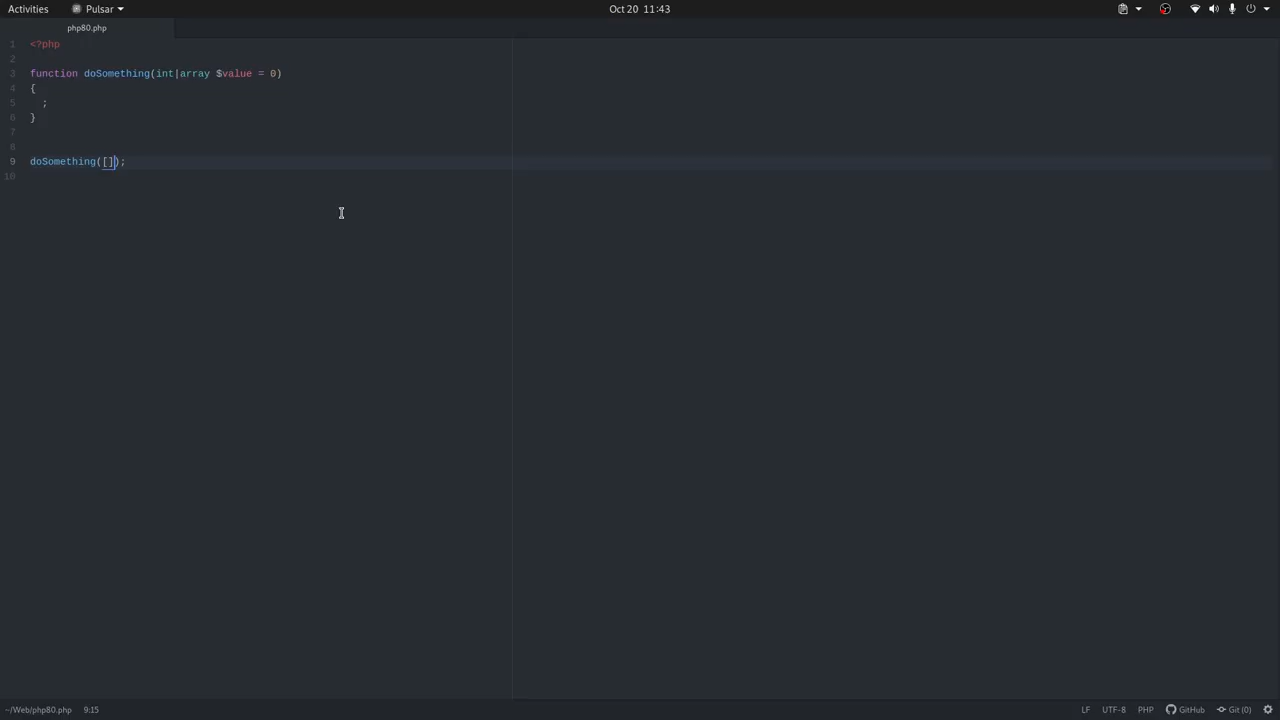 Activities Pulsar Oct 20 11:43
php80.php
1 <?php
2
3 function doSomething(int|array $value = 0)
4 {
5   ;
6 }
7
8
9 doSomething([]);
10
~/Web/php80.php 9:15 LF UTF-8 PHP GitHub Git (0)